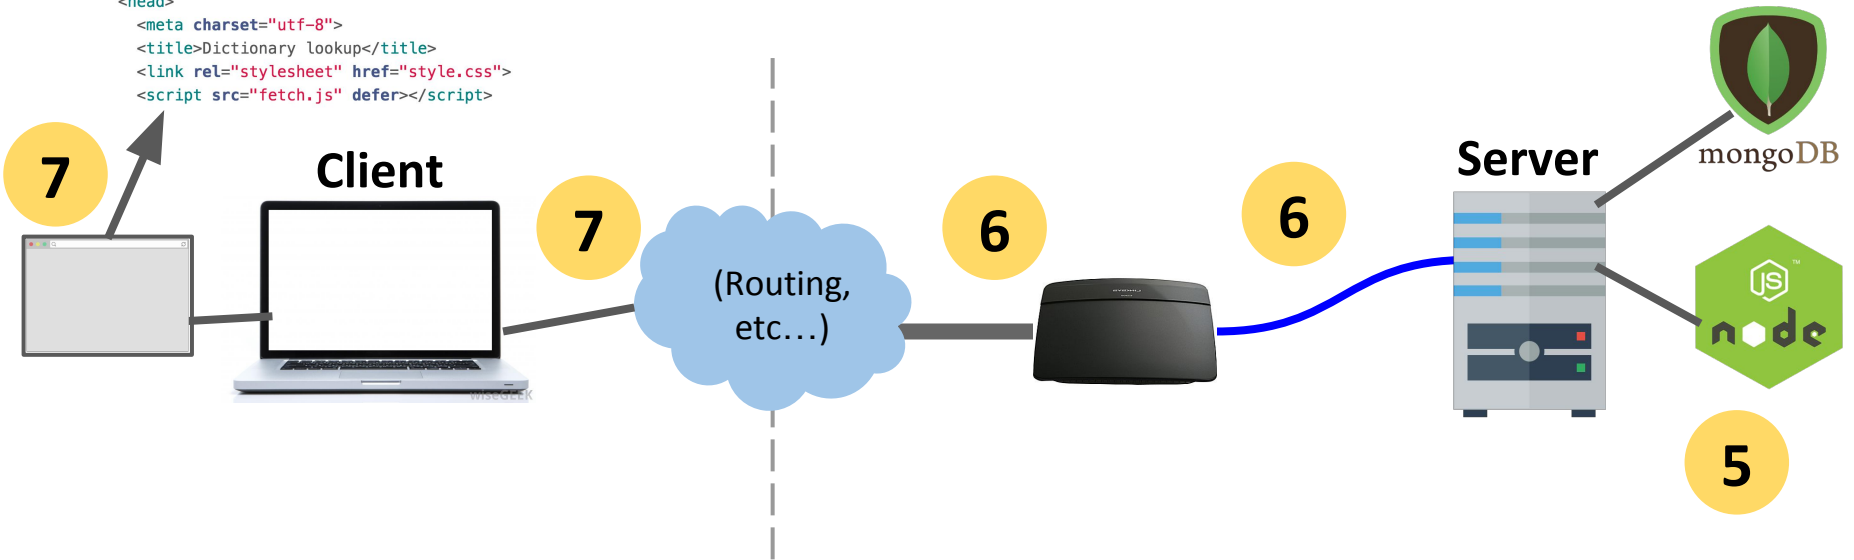 <head>
<meta charset="utf-8">
<title>Dictionary lookup</title>
<link rel="stylesheet" href="style.css">
<script src="fetch.js" defer></script>
7
Client
7
(Routing,
etc...)
6
6
Server
mongoDB
JS
node
5
wiseGEEK